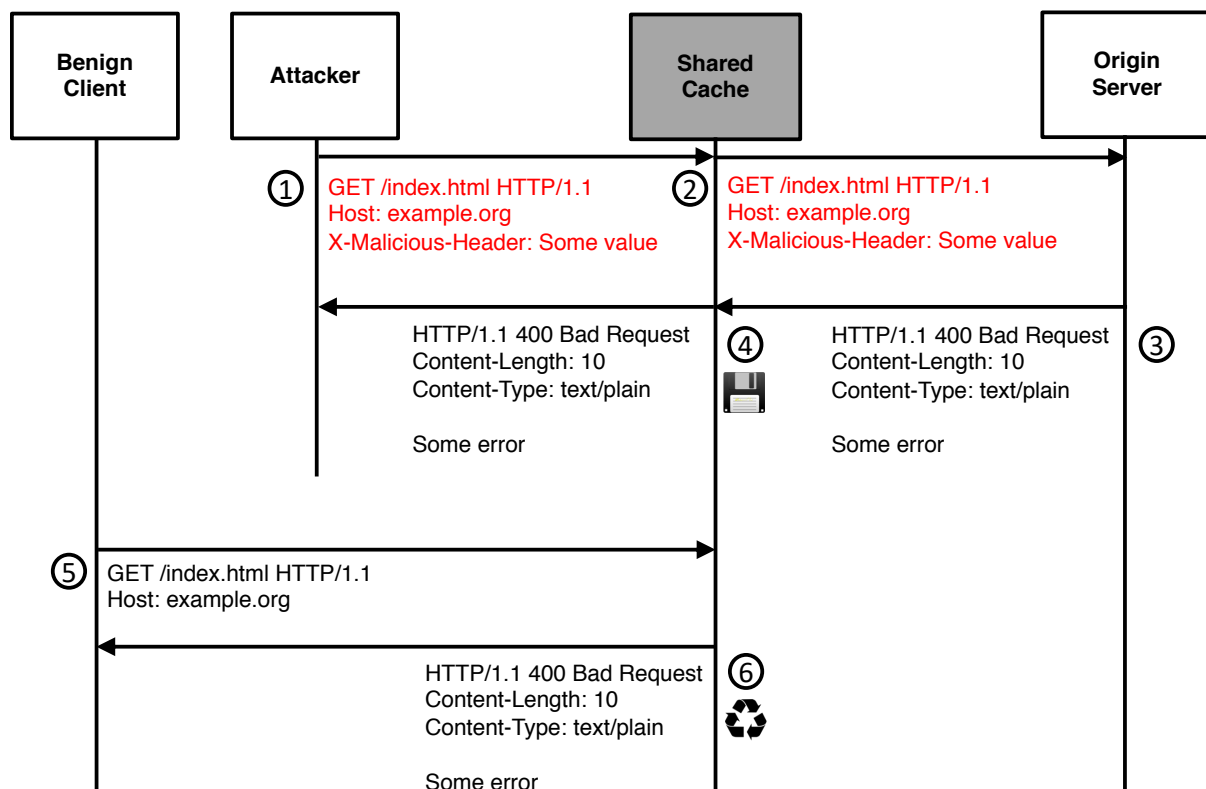 Benign
Client
Attacker
Shared
Cache
Origin
Server
①
GET /index.html HTTP/1.1
Host: example.org
X-Malicious-Header: Some value
②
GET /index.html HTTP/1.1
Host: example.org
X-Malicious-Header: Some value
HTTP/1.1 400 Bad Request
Content-Length: 10
Content-Type: text/plain
Some error
④
HTTP/1.1 400 Bad Request
Content-Length: 10
Content-Type: text/plain
Some error
③
⑤
GET /index.html HTTP/1.1
Host: example.org
HTTP/1.1 400 Bad Request
Content-Length: 10
Content-Type: text/plain
Some error
⑥